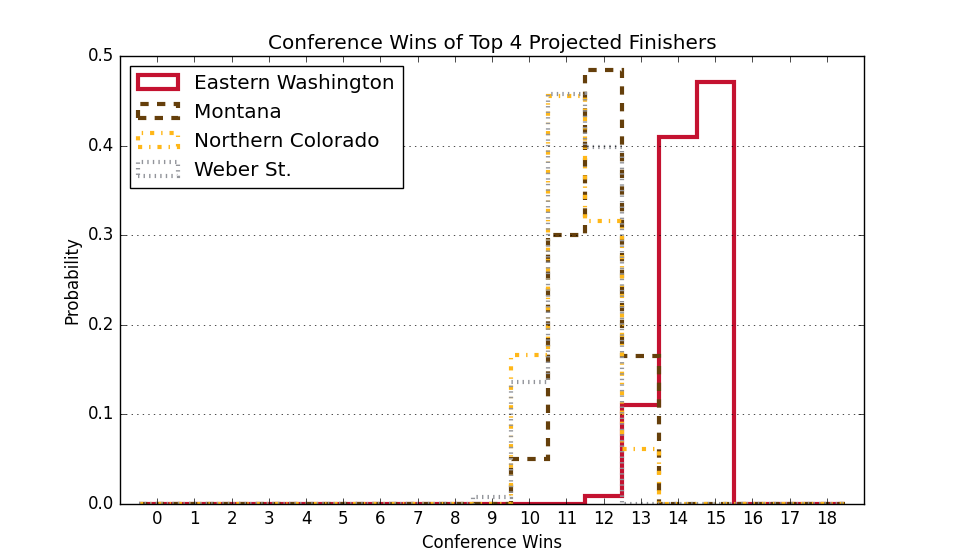 Conference Wins of Top 4 Projected Finishers
Eastern Washington
Montana
Northern Colorado
Weber St.
Probability
0.5
0.4
0.3
0.2
0.1
0.0
0 1 2 3 4 5 6 7 8 9 10 11 12 13 14 15 16 17 18
Conference Wins